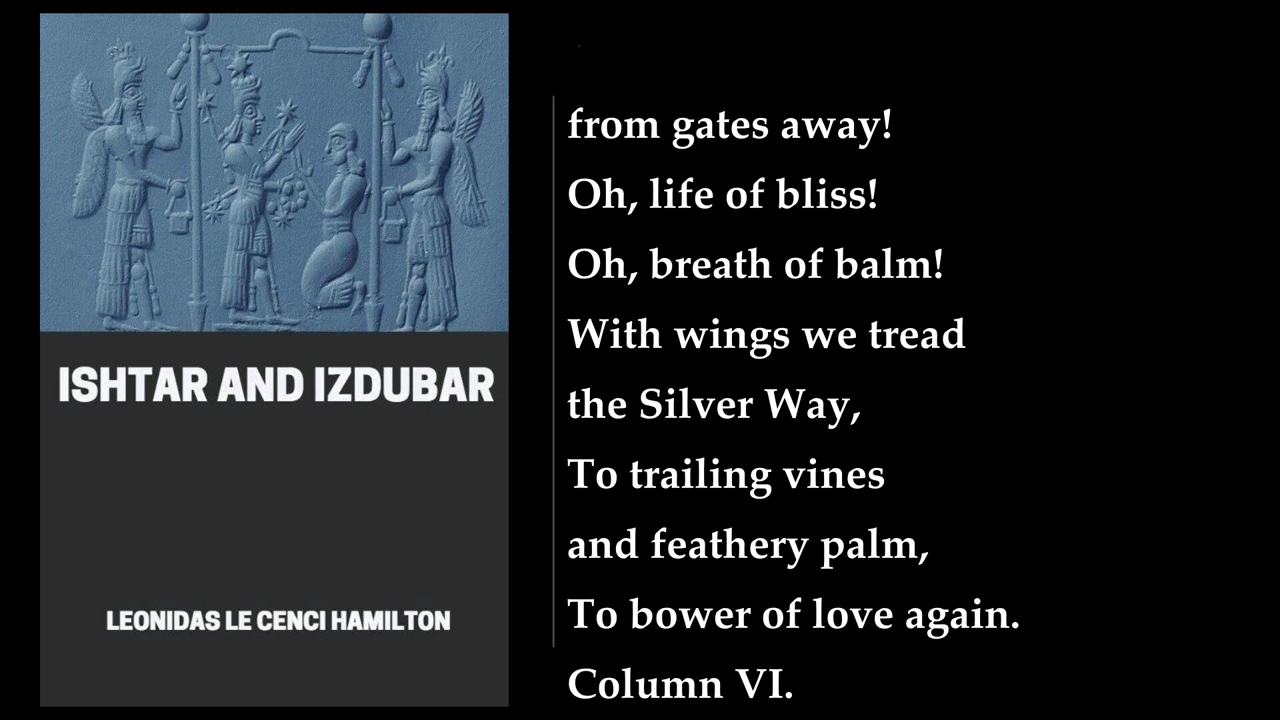 ISHTAR AND IZDUBAR
LEONIDAS LE CENCI HAMILTON
from gates away!
Oh, life of bliss!
Oh, breath of balm!
With wings we tread
the Silver Way,
To trailing vines
and feathery palm,
To bower of love again.
Column VI.